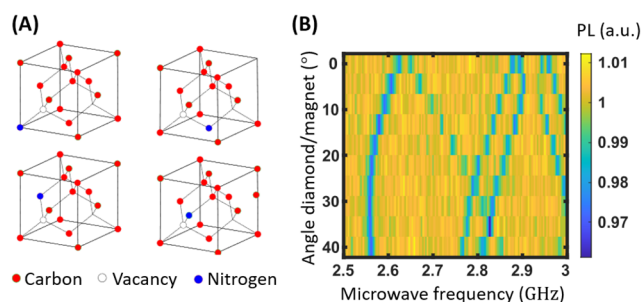 (A)
(B)
PL (a.u.)
Angle diamond/magnet (°)
0
10
20
30
40
2.5
2.6
2.7
2.8
2.9
3
Microwave frequency (GHz)
1.01
1
0.99
0.98
0.97
Carbon
Vacancy
Nitrogen